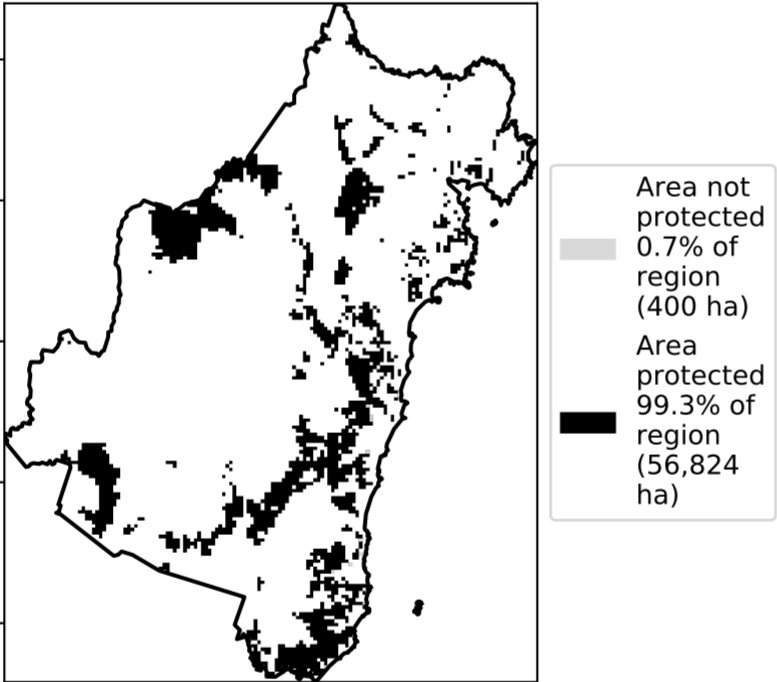 Area not
protected
0.7% of
region
(400 ha)
Area
protected
99.3% of
region
(56,824
ha)